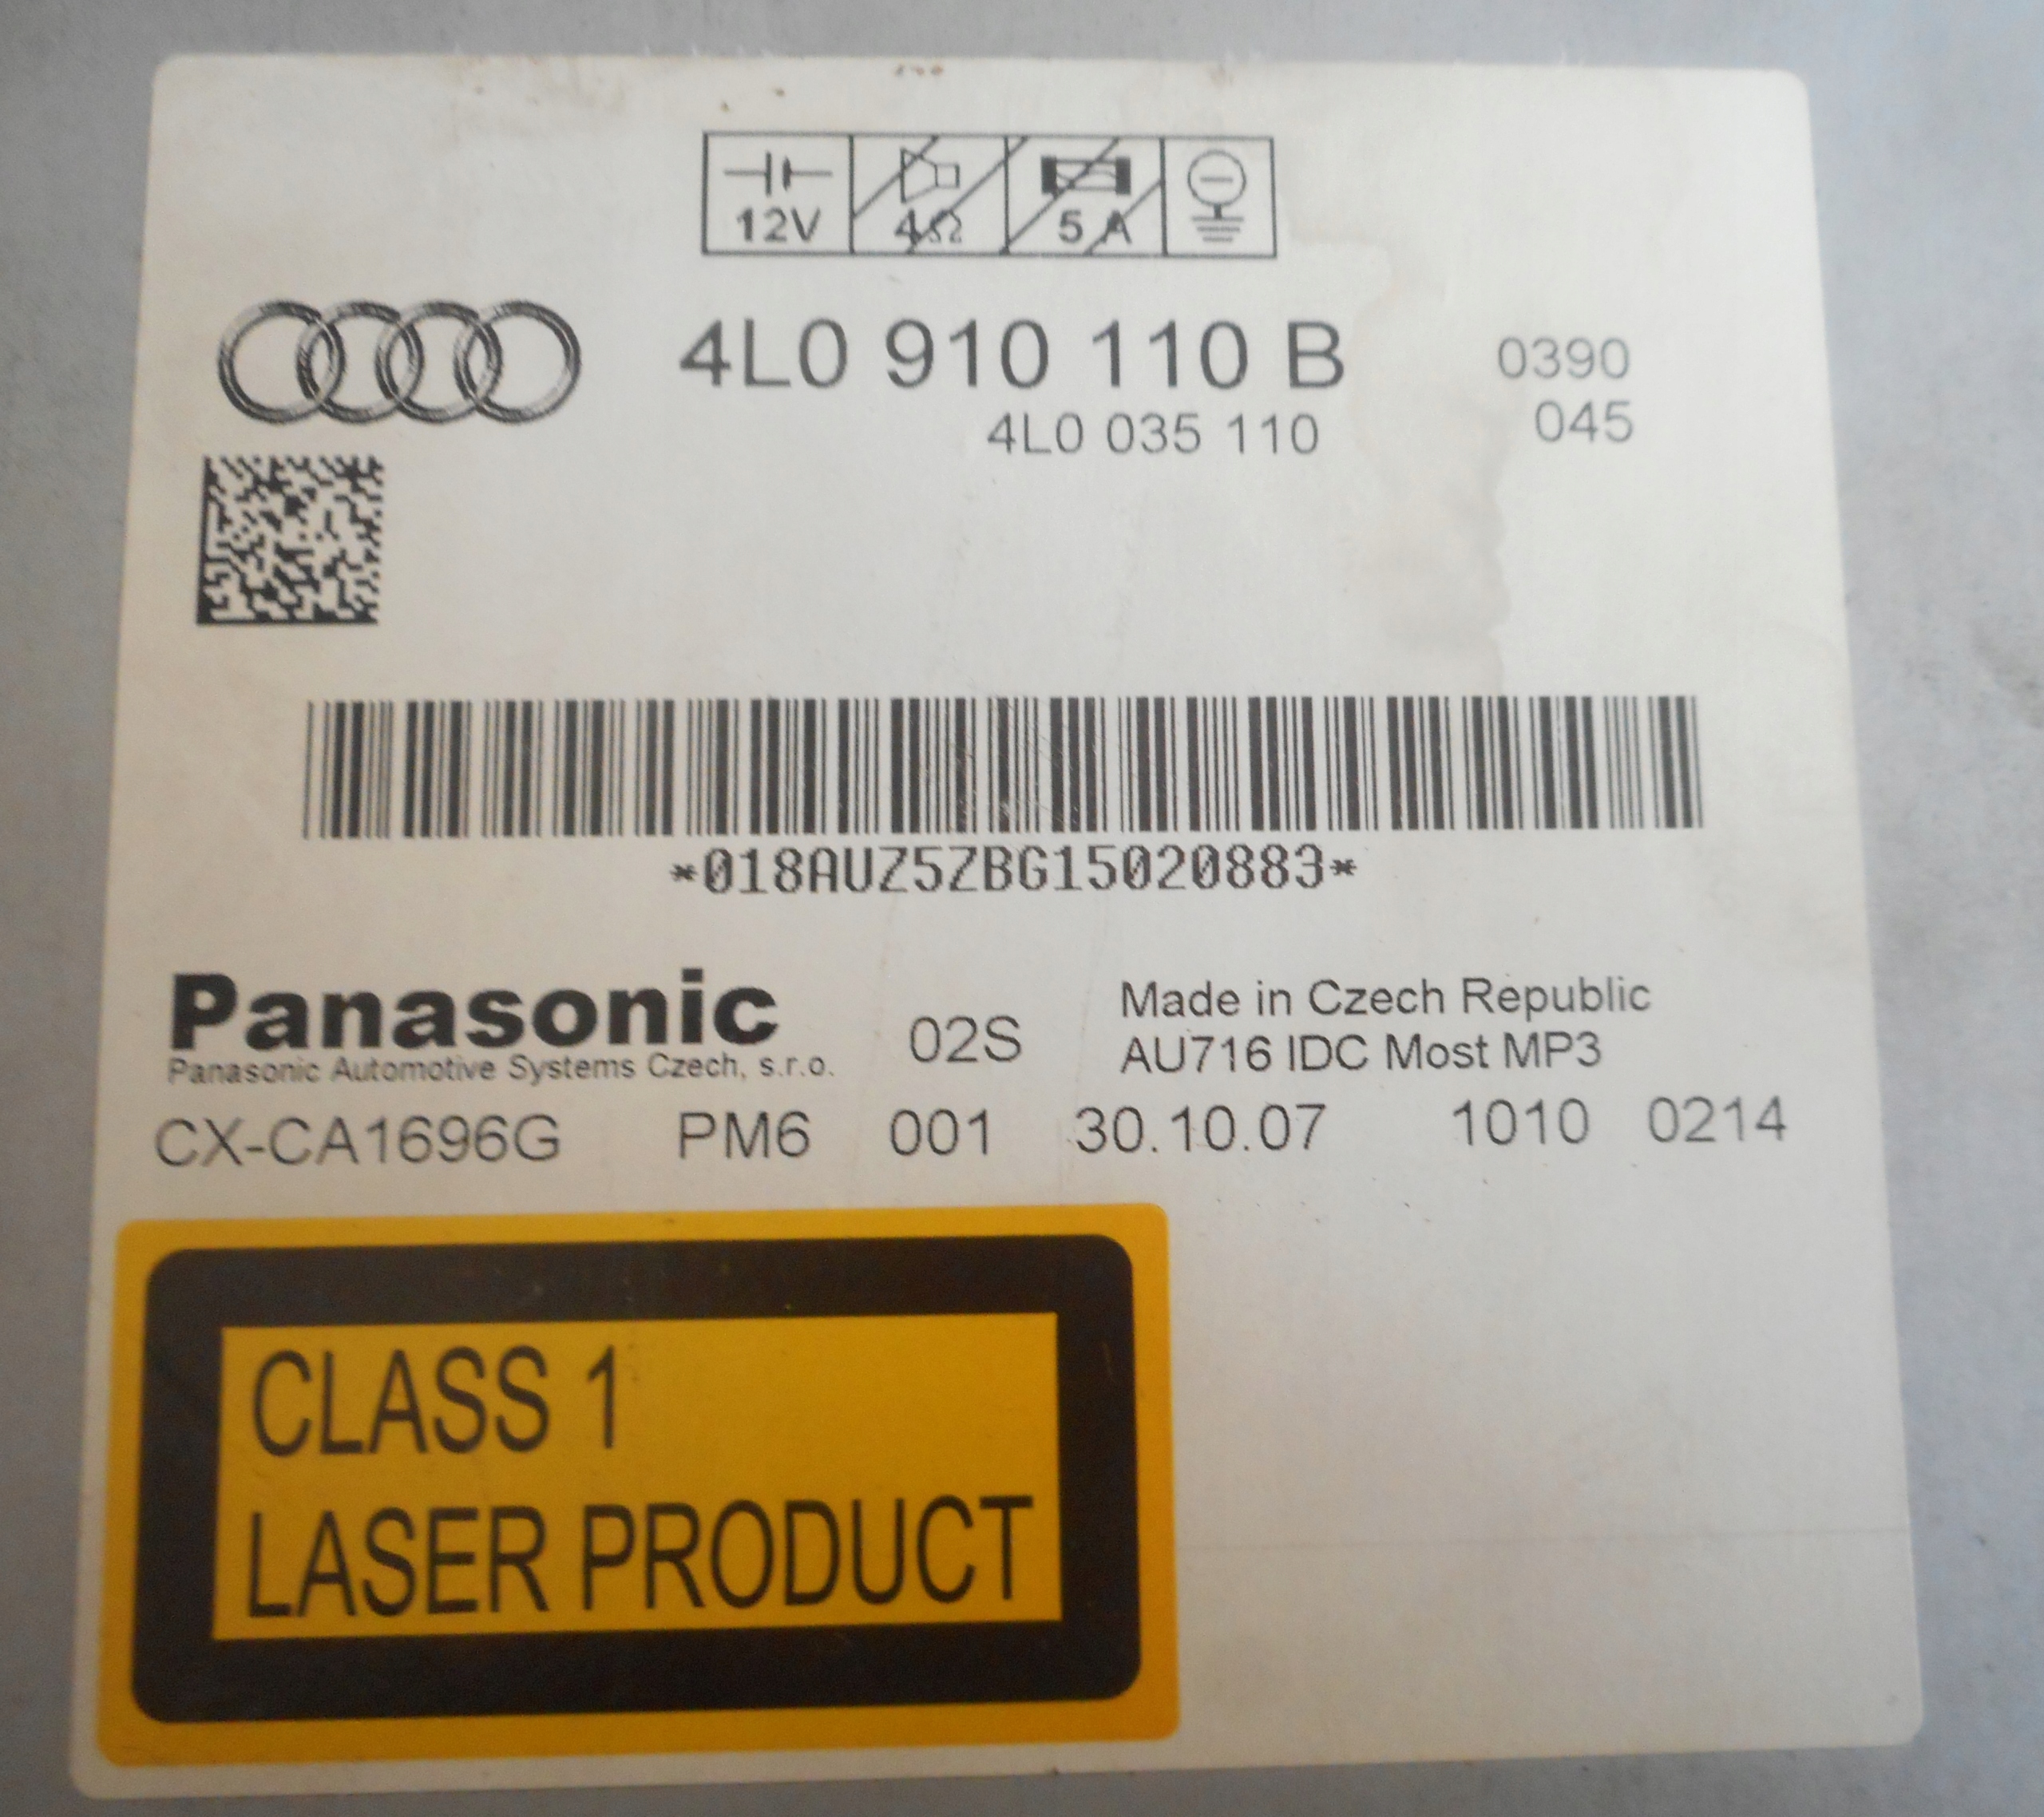 12V 4Ω 5 A
4L0 910 110 B 0390
4L0 035 110 045
*018AUZ5ZBG15020883*
Panasonic
Panasonic Automotive Systems Czech, s.r.o.
02S
Made in Czech Republic
AU716 IDC Most MP3
CX-CA1696G PM6 001 30.10.07 1010 0214
CLASS 1
LASER PRODUCT